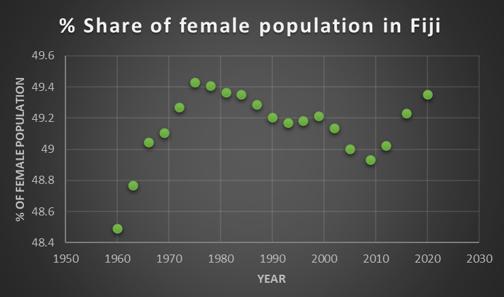 % Share of female population in Fiji
% OF FEMALE POPULATION
49.6
49.4
49.2
49
48.8
48.6
48.4
1950 1960 1970 1980 1990 2000 2010 2020 2030
YEAR